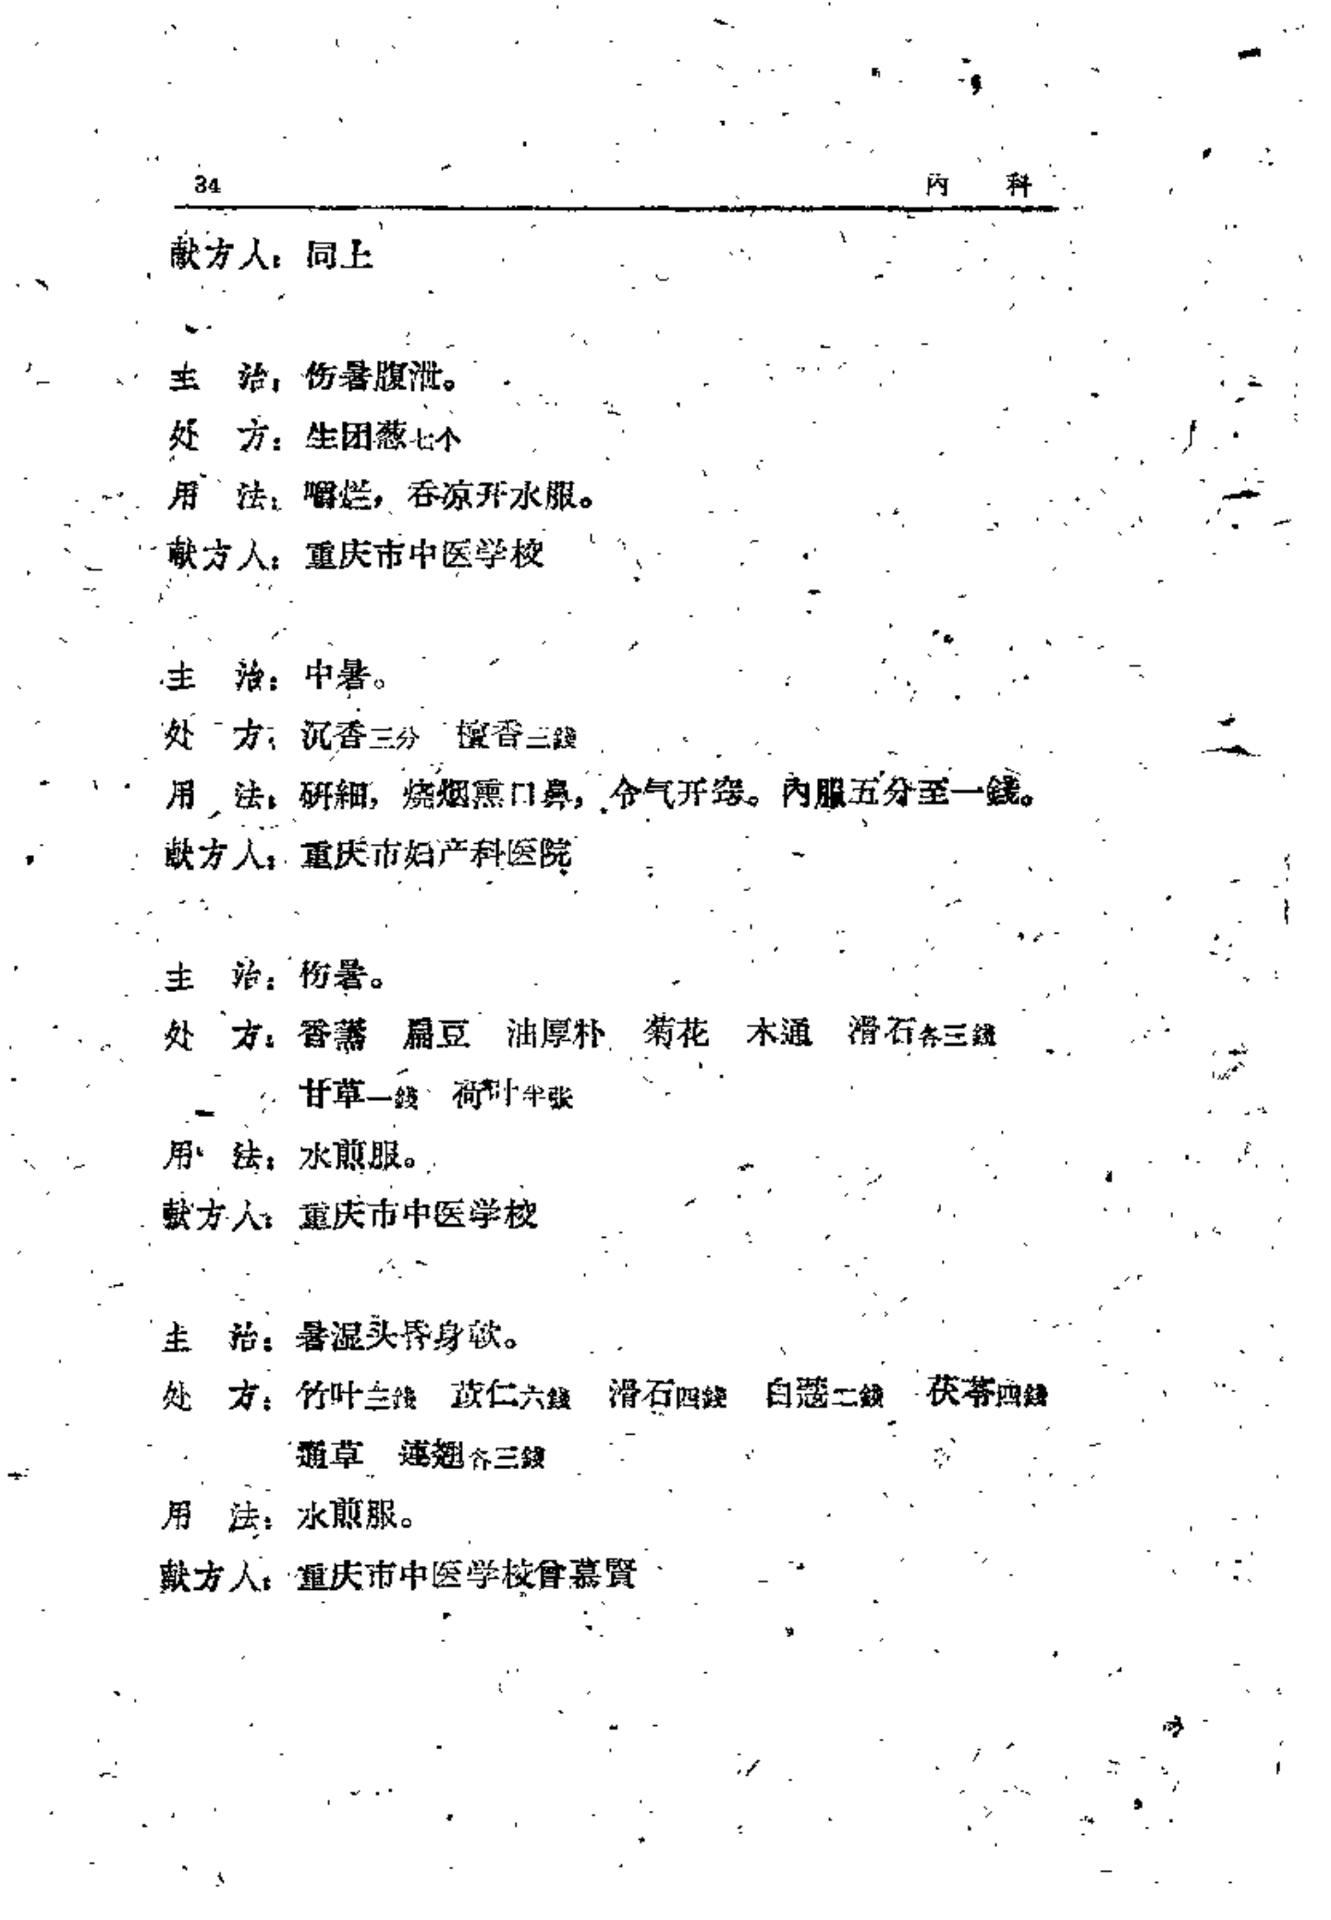 34 內 科
献方人：同上
主 治：伤暑腹泄。
处 方：生团葱七个
用 法：嚼烂，吞凉开水服。
献方人：重庆市中医学校
主 治：中暑。
处 方：沉香三分 檀香三錢
用 法：研細，烧烟熏口鼻，令气开窍。內服五分至一錢。
献方人：重庆市妇产科医院
主 治：伤暑。
处 方：香薷 扁豆 油厚朴 菊花 木通 滑石各三錢
甘草一錢 荷叶半张
用 法：水煎服。
献方人：重庆市中医学校
主 治：暑湿头昏身軟。
处 方：竹叶三錢 苡仁六錢 滑石四錢 白蔻二錢 茯苓四錢
通草 連翘各三錢
用 法：水煎服。
献方人：重庆市中医学校曾慕賢